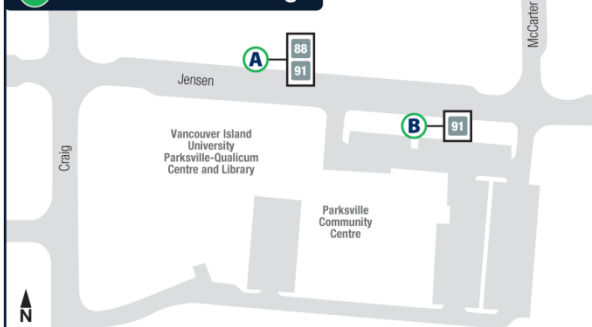 McCarter
A
88
91
Jensen
B
91
Vancouver Island
University
Parksville-Qualicum
Centre and Library
Craig
Parksville
Community
Centre
N